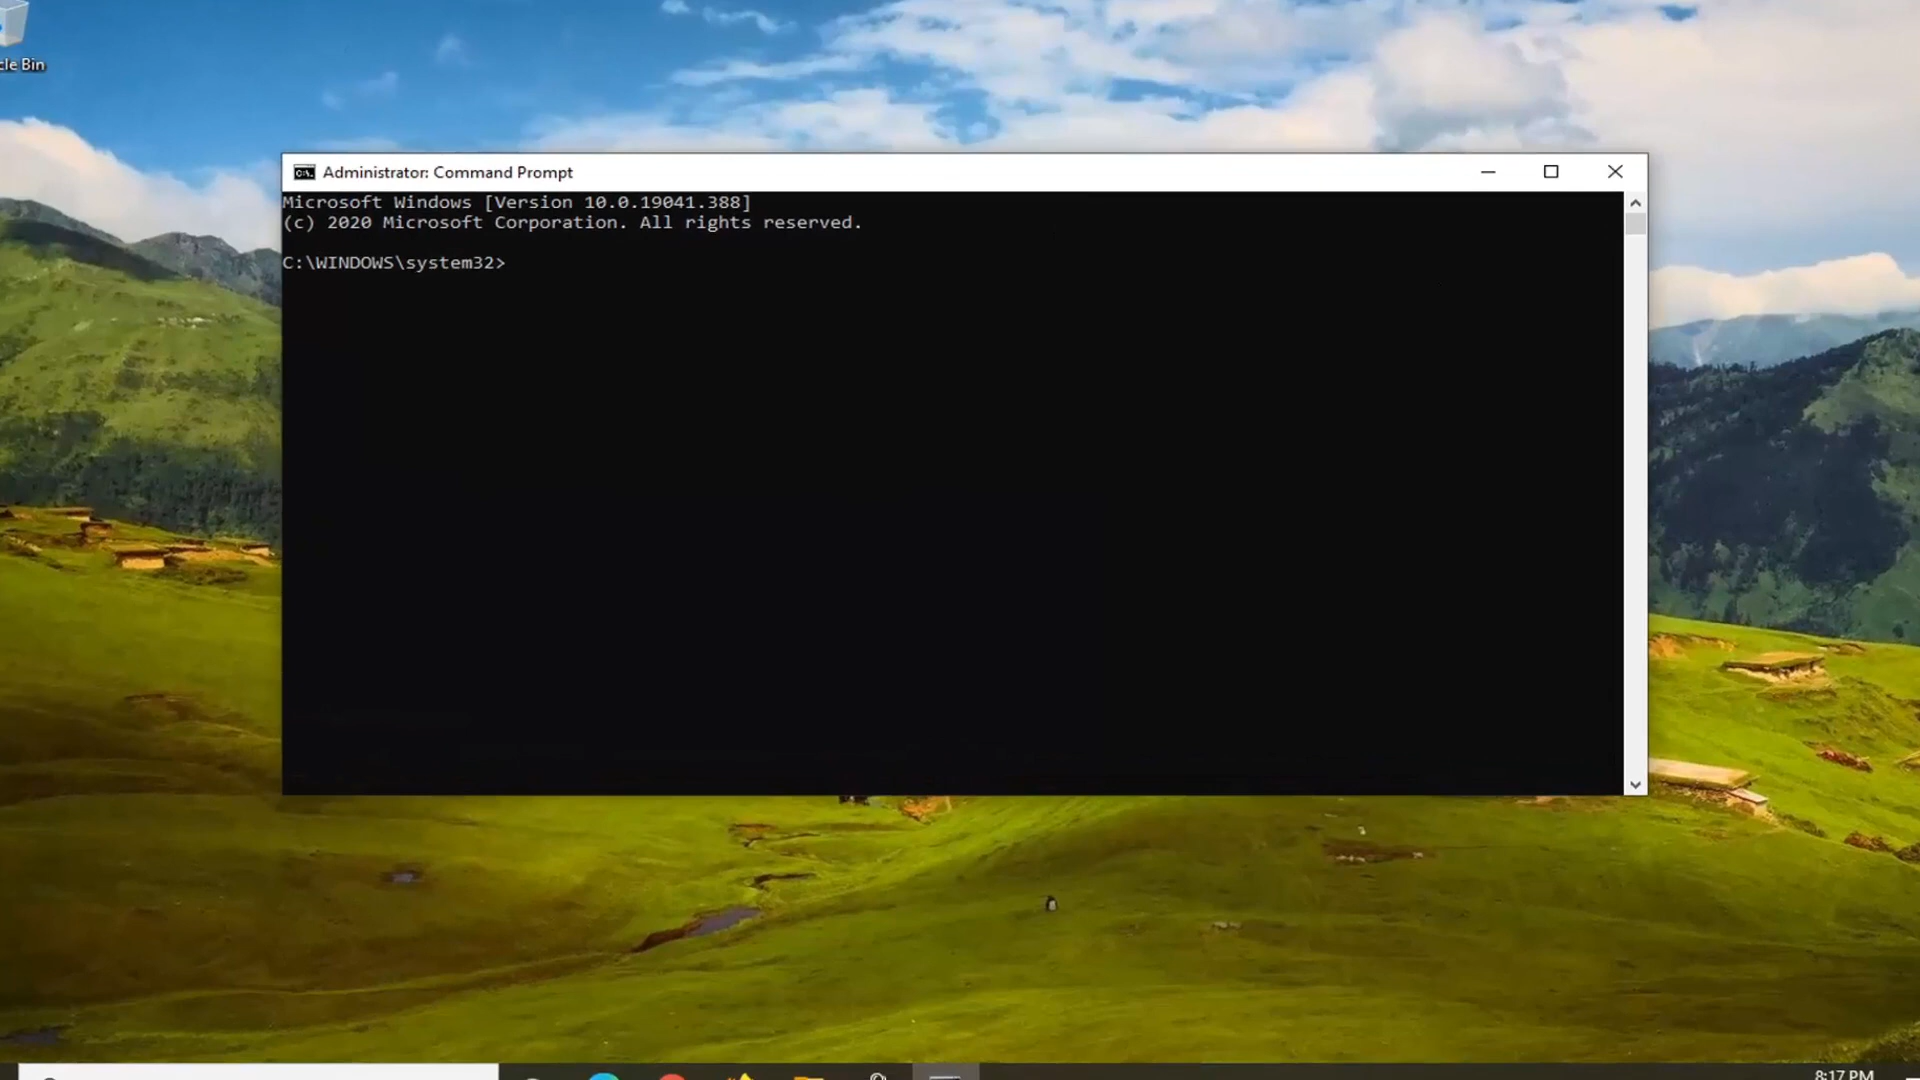 cle Bin
Administrator: Command Prompt
Microsoft Windows [Version 10.0.19041.388]
(c) 2020 Microsoft Corporation. All rights reserved.
C:\WINDOWS\system32>
8:17 PM